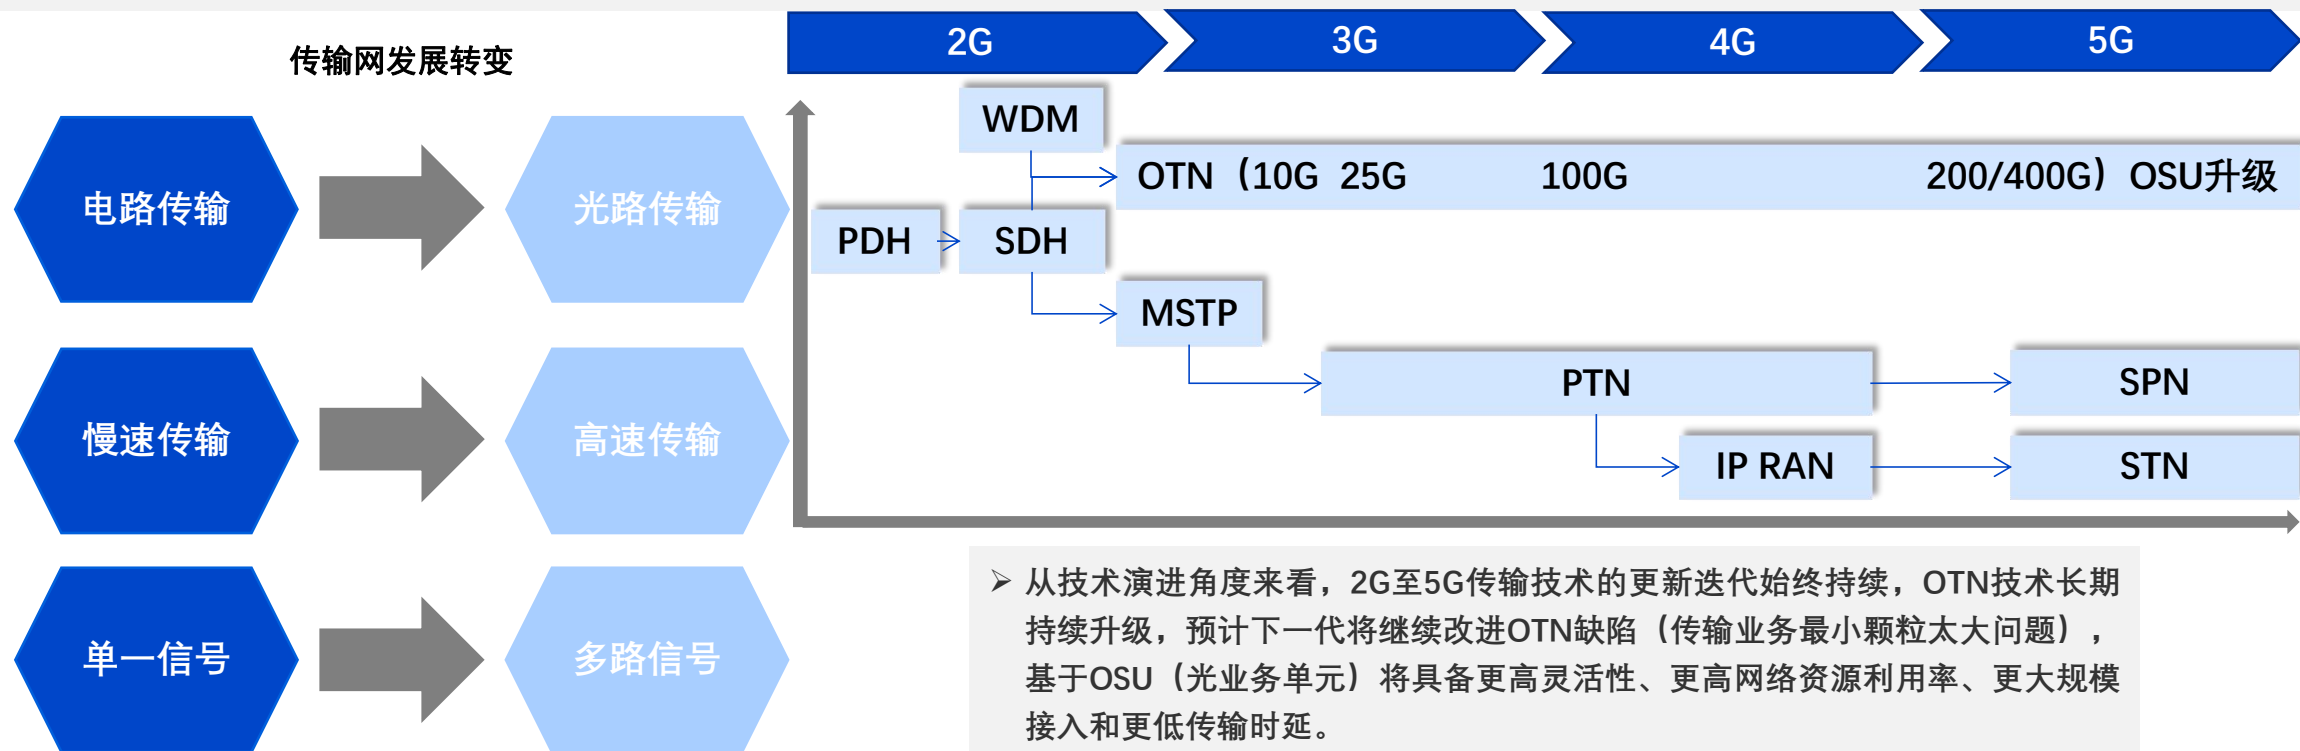 传输网发展转变
电路传输
光路传输
慢速传输
高速传输
单一信号
多路信号
2G
3G
4G
5G
WDM
OTN（10G 25G 100G 200/400G）OSU升级
PDH
SDH
MSTP
PTN
SPN
IP RAN
STN
➢ 从技术演进角度来看，2G至5G传输技术的更新迭代始终持续，OTN技术长期
持续升级，预计下一代将继续改进OTN缺陷（传输业务最小颗粒太大问题），
基于OSU（光业务单元）将具备更高灵活性、更高网络资源利用率、更大规模
接入和更低传输时延。